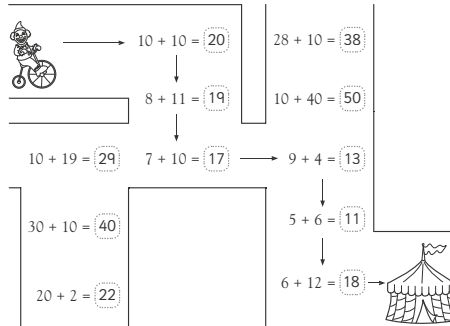 10 + 10 = 20
28 + 10 = 38
8 + 11 = 19
10 + 40 = 50
10 + 19 = 29
7 + 10 = 17
9 + 4 = 13
30 + 10 = 40
5 + 6 = 11
20 + 2 = 22
6 + 12 = 18